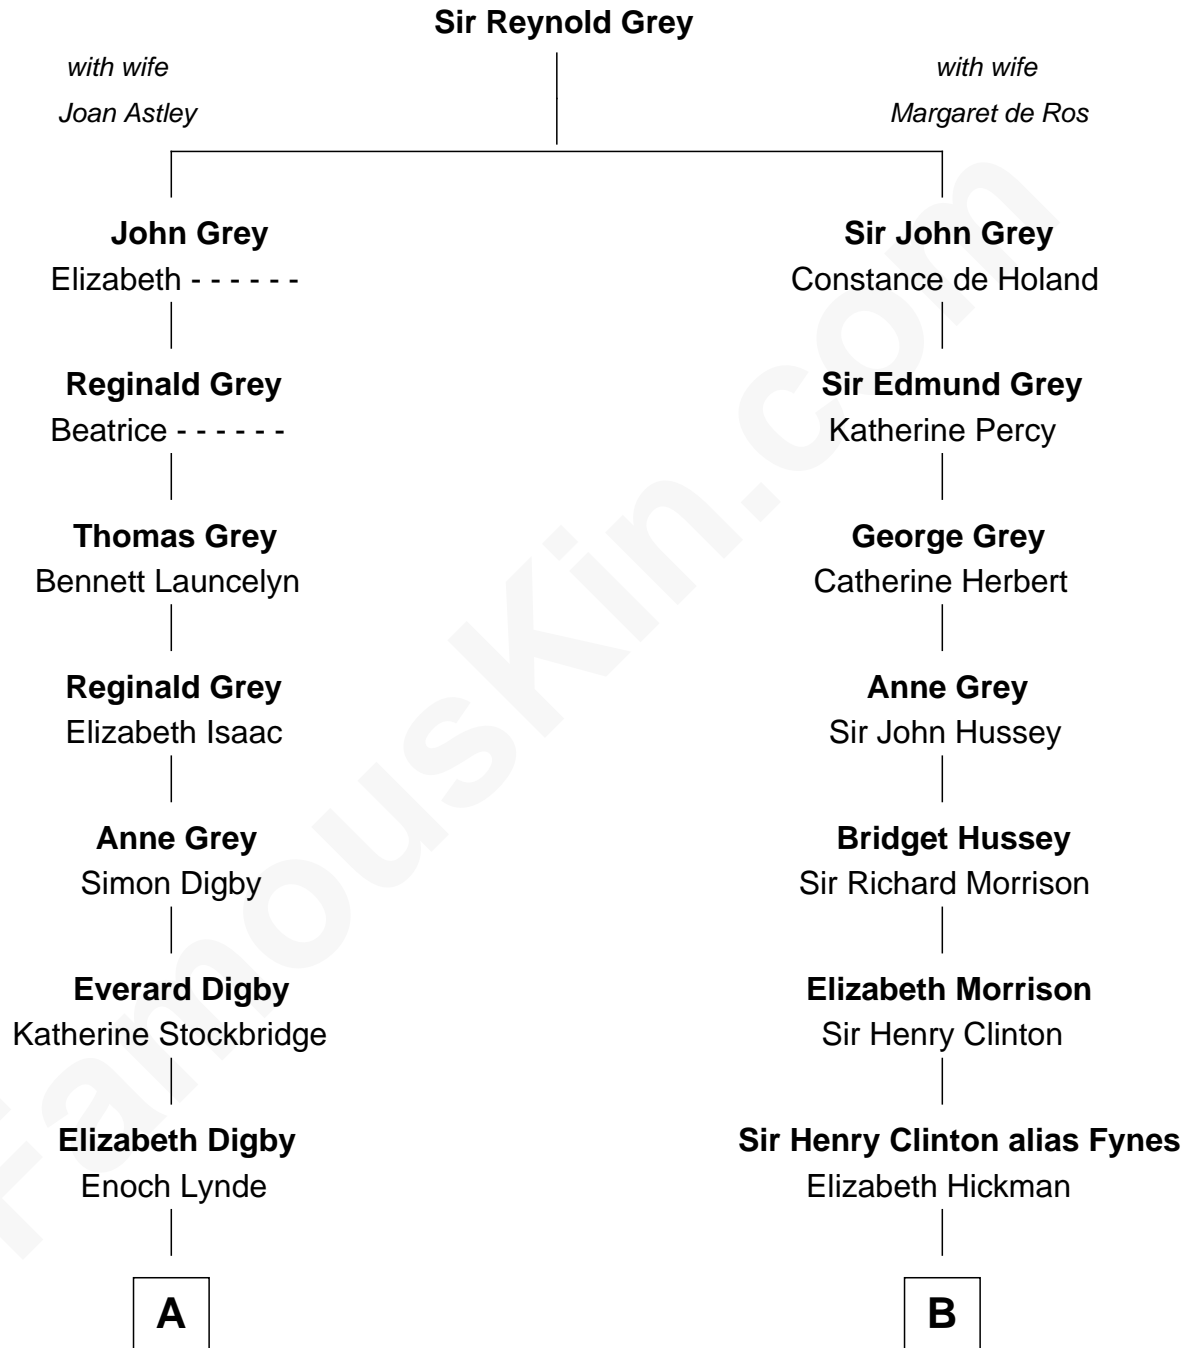 Sir Reynold Grey
with wife
Joan Astley
with wife
Margaret de Ros
John Grey
Elizabeth - - - - - -
Reginald Grey
Beatrice - - - - - -
Thomas Grey
Bennett Launcelyn
Reginald Grey
Elizabeth Isaac
Anne Grey
Simon Digby
Everard Digby
Katherine Stockbridge
Elizabeth Digby
Enoch Lynde
A
Sir John Grey
Constance de Holand
Sir Edmund Grey
Katherine Percy
George Grey
Catherine Herbert
Anne Grey
Sir John Hussey
Bridget Hussey
Sir Richard Morrison
Elizabeth Morrison
Sir Henry Clinton
Sir Henry Clinton alias Fynes
Elizabeth Hickman
B
FamousKin.com